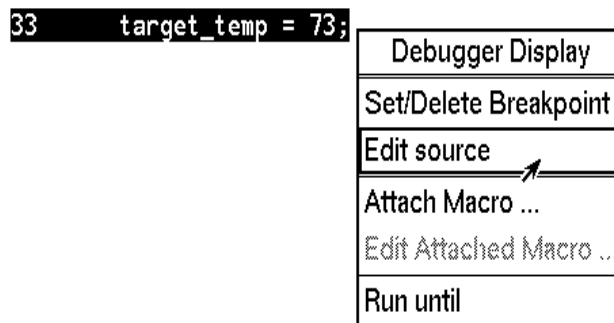 33 target_temp = 73;
Debugger Display
Set/Delete Breakpoint
Edit source
Attach Macro ...
Edit Attached Macro ..
Run until